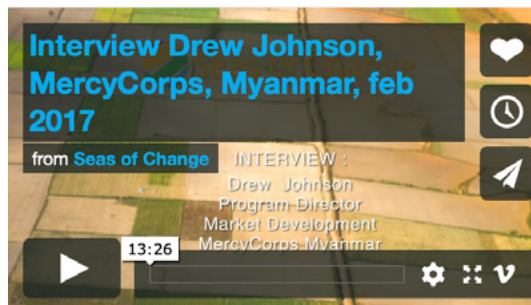 Interview Drew Johnson,
MercyCorps, Myanmar, feb
2017
from Seas of Change
INTERVIEW :
Drew Johnson
Program Director
Market Development
MercyCorps Myanmar
13:26